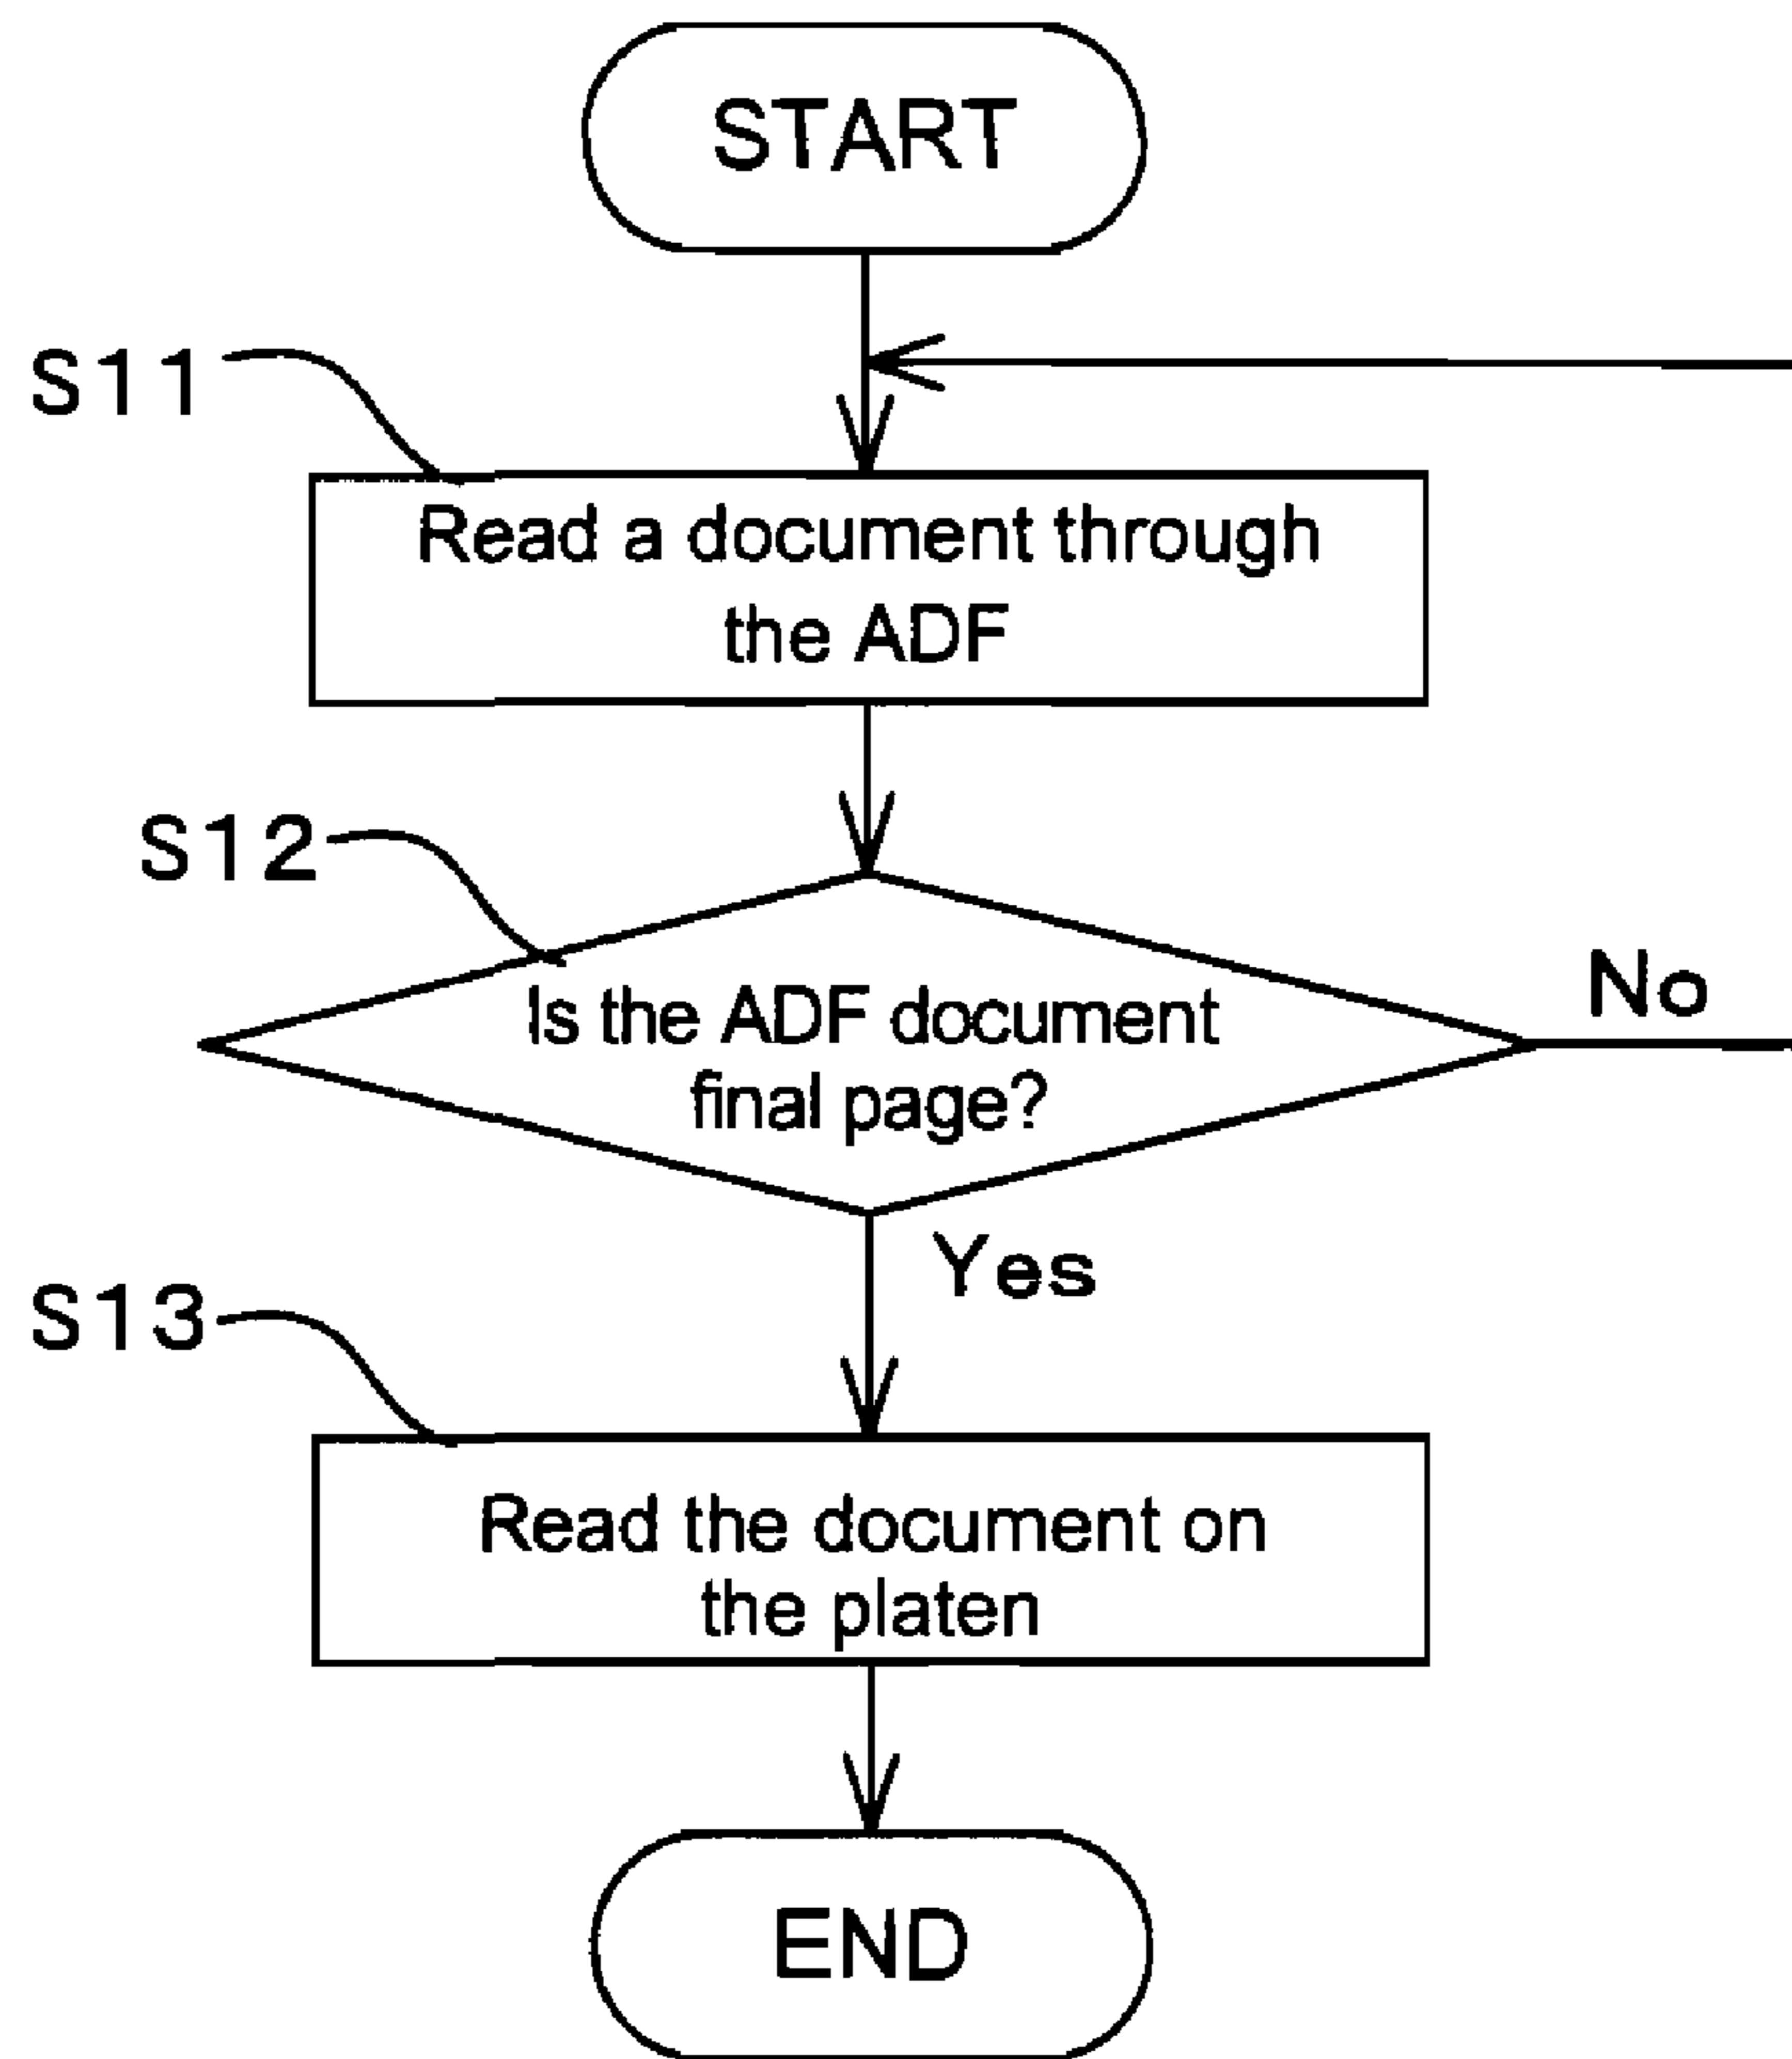 START
S11
Read a document through
the ADF
S12
Is the ADF document
final page?
No
Yes
S13
Read the document on
the platen
END